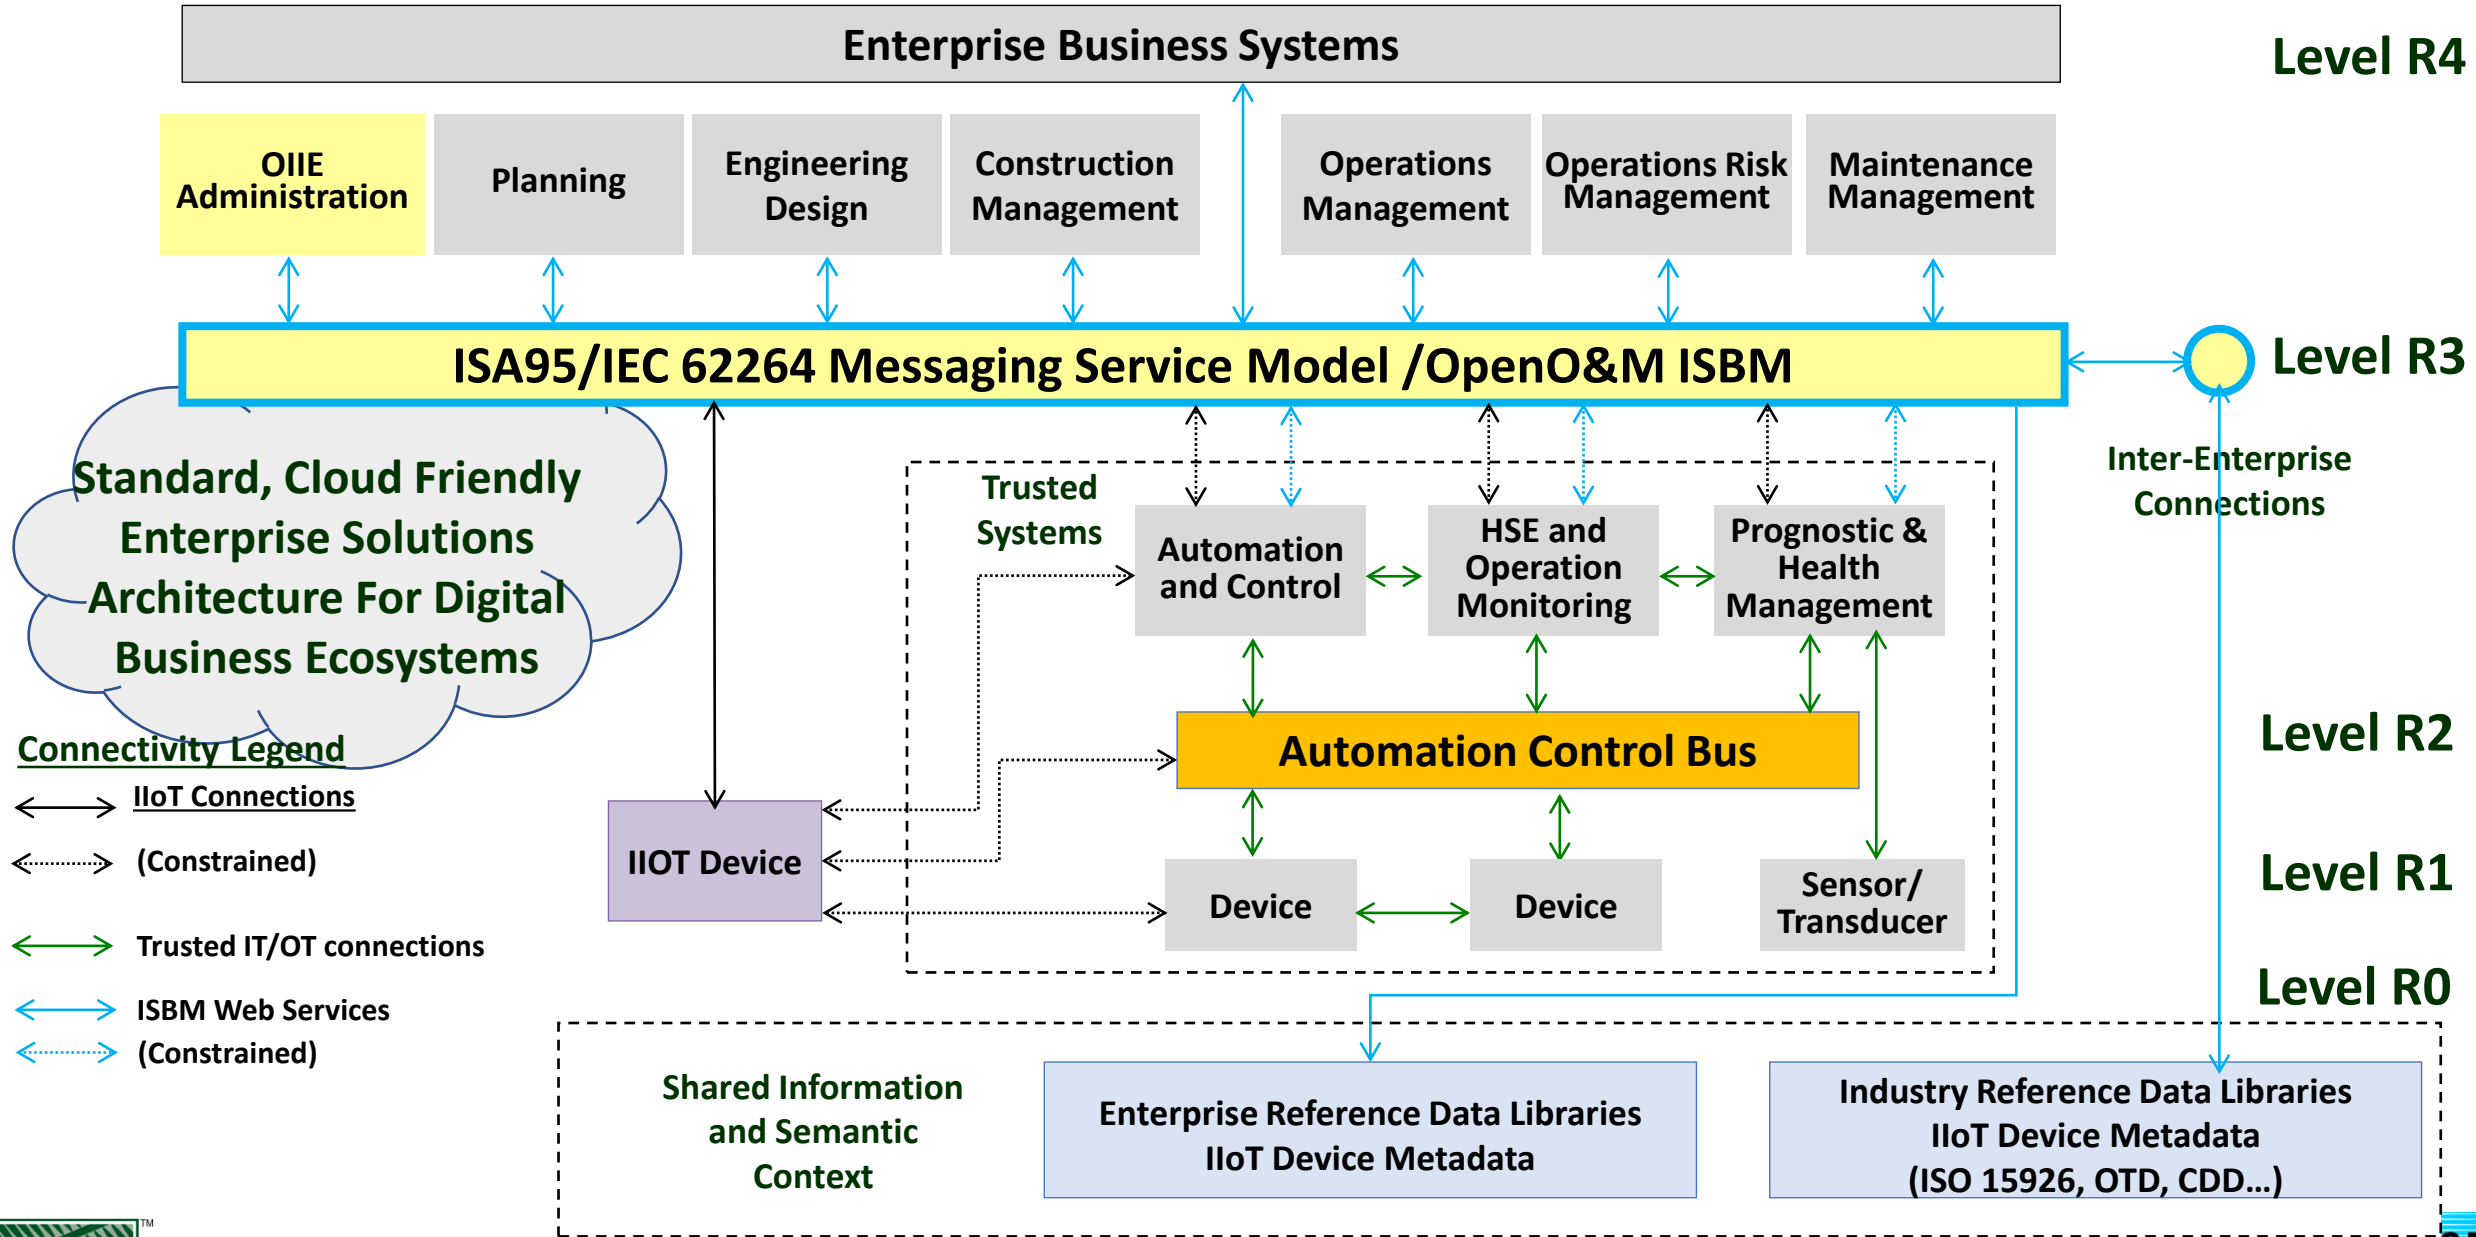 Enterprise Business Systems
Level R4
OIIE
Administration
Planning
Engineering
Design
Construction
Management
Operations
Management
Operations Risk
Management
Maintenance
Management
ISA95/IEC 62264 Messaging Service Model /OpenO&M ISBM
Level R3
Inter-Enterprise
Connections
Standard, Cloud Friendly
Enterprise Solutions
Architecture For Digital
Business Ecosystems
Trusted
Systems
Automation
and Control
HSE and
Operation
Monitoring
Prognostic &
Health
Management
Automation Control Bus
Level R2
Connectivity Legend
IIoT Connections
(Constrained)
Trusted IT/OT connections
ISBM Web Services
(Constrained)
IIOT Device
Device
Device
Sensor/
Transducer
Level R1
Level R0
Shared Information
and Semantic
Context
Enterprise Reference Data Libraries
IIoT Device Metadata
Industry Reference Data Libraries
IIoT Device Metadata
(ISO 15926, OTD, CDD...)
TM